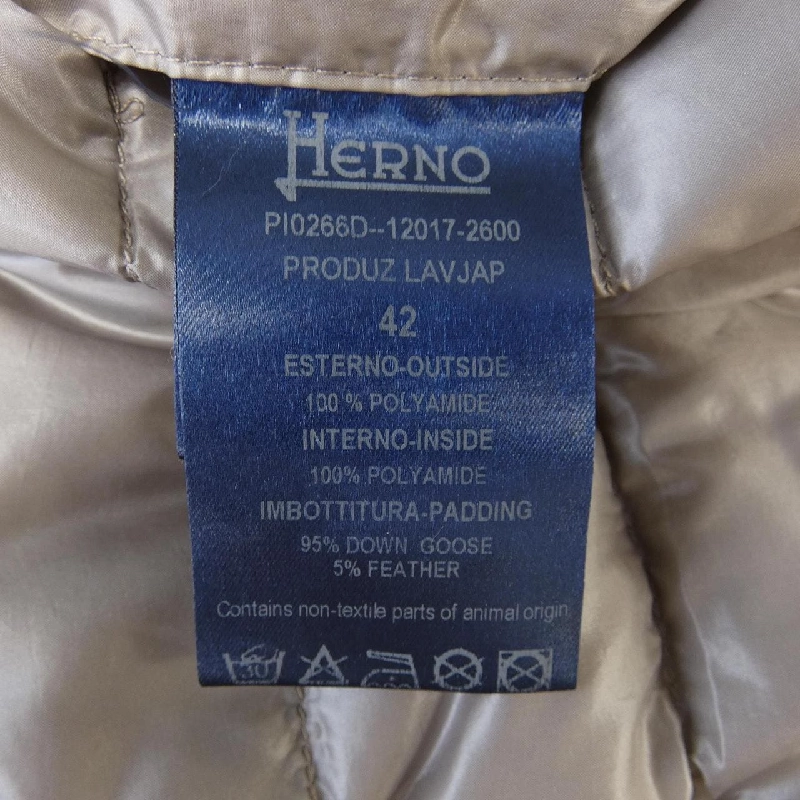 HERNO
PI0266D--12017-2600
PRODUZ LAVJAP
42
ESTERNO-OUTSIDE
100 % POLYAMIDE
INTERNO-INSIDE
100% POLYAMIDE
IMBOTTITURA-PADDING
95% DOWN GOOSE
5% FEATHER
Contains non-textile parts of animal origin
30